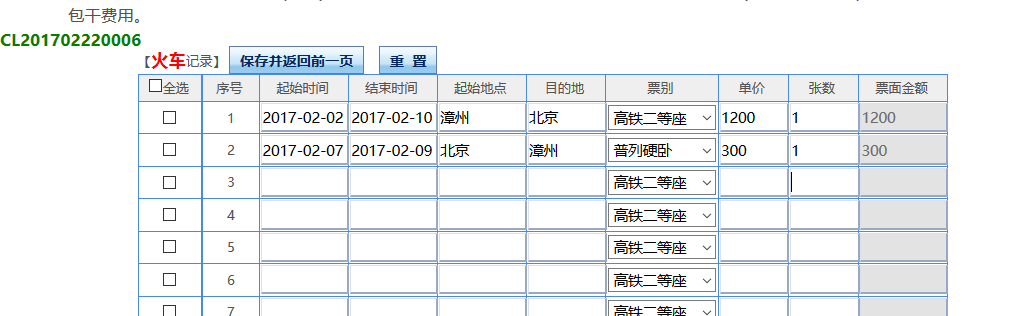 包干费用。
CL201702220006
【火车记录】 保存并返回前一页 重 置
全选 序号 起始时间 结束时间 起始地点 目的地 票别 单价 张数 票面金额
1 2017-02-02 2017-02-10 漳州 北京 高铁二等座 1200 1 1200
2 2017-02-07 2017-02-09 北京 漳州 普列硬卧 300 1 300
3 高铁二等座
4 高铁二等座
5 高铁二等座
6 高铁二等座
7 高铁二等座